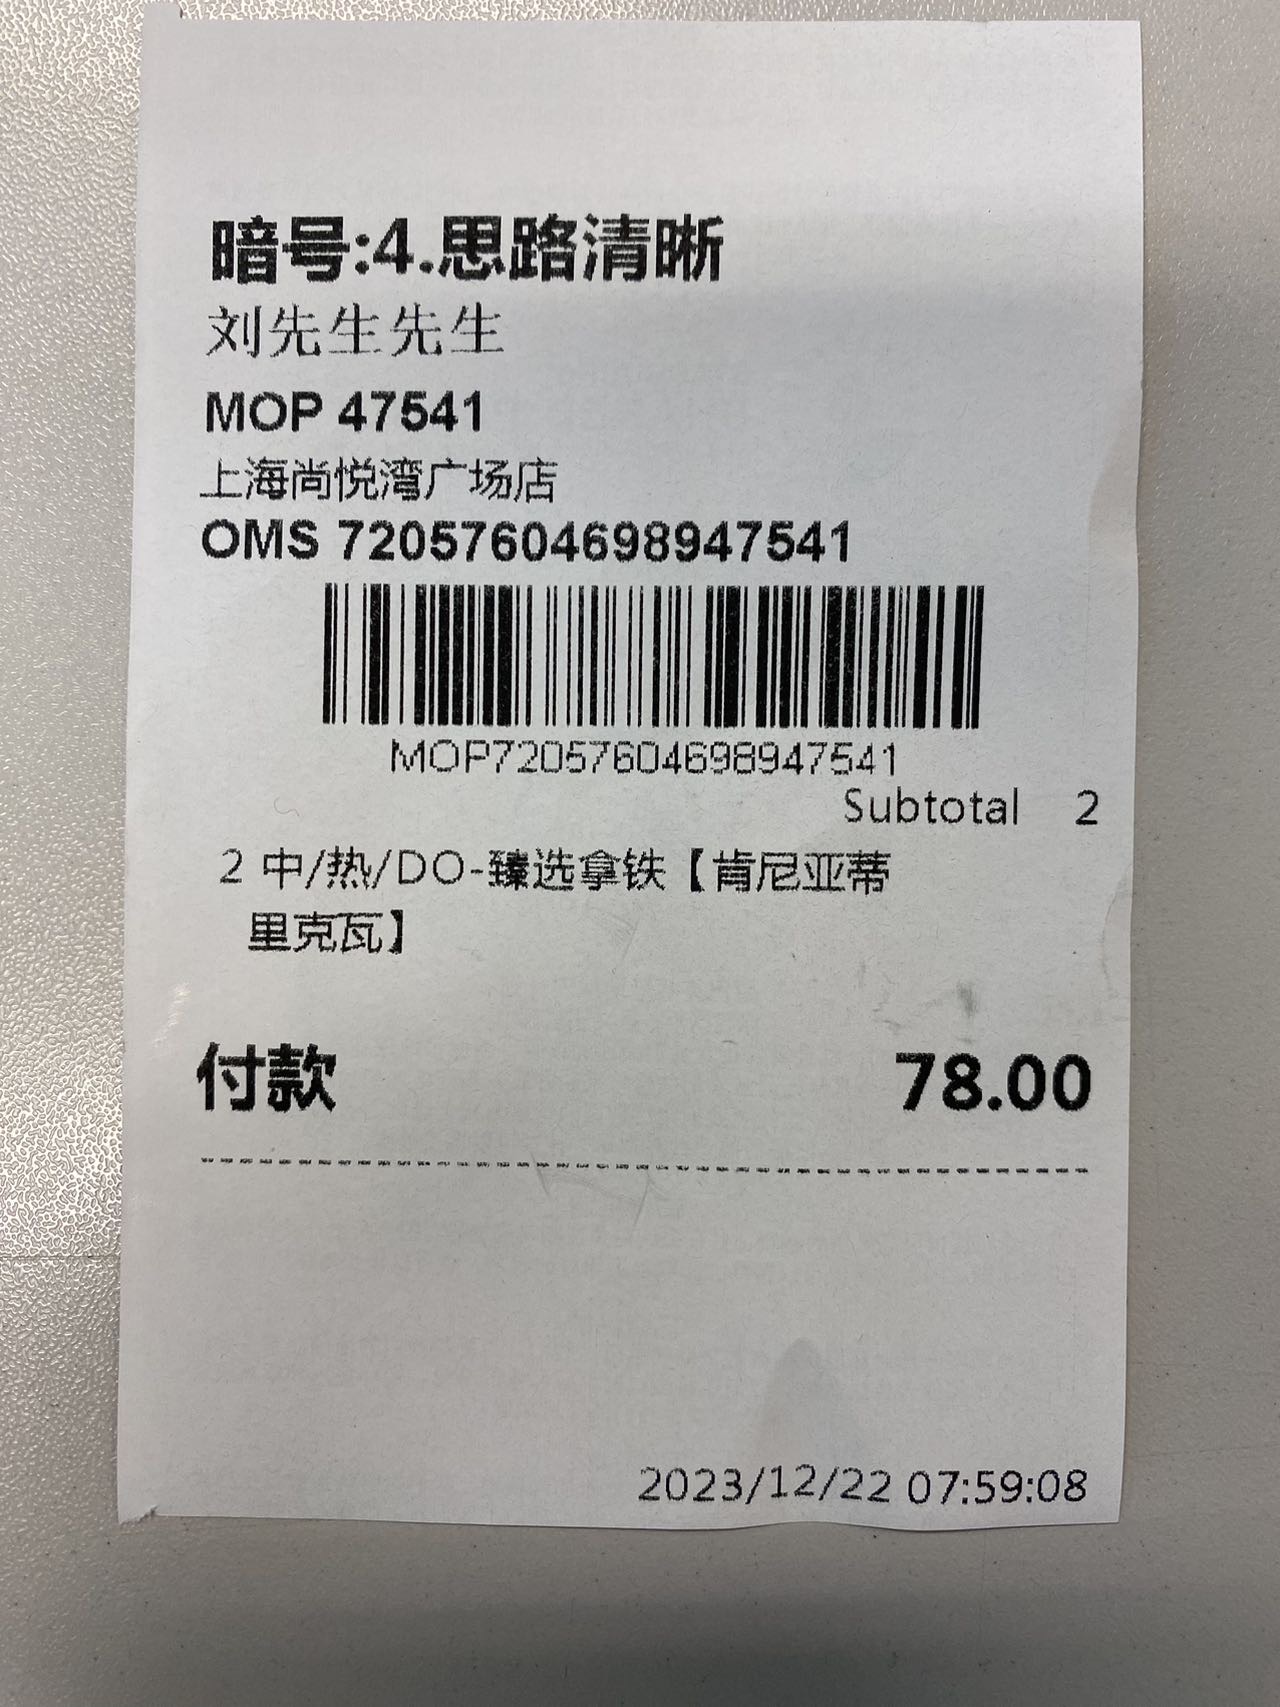 暗号:4.思路清晰
刘先生先生
MOP 47541
上海尚悦湾广场店
OMS 72057604698947541
MOP72057604698947541
Subtotal 2
2 中/热/DO-臻选拿铁【肯尼亚蒂
里克瓦】
付款 78.00
2023/12/22 07:59:08